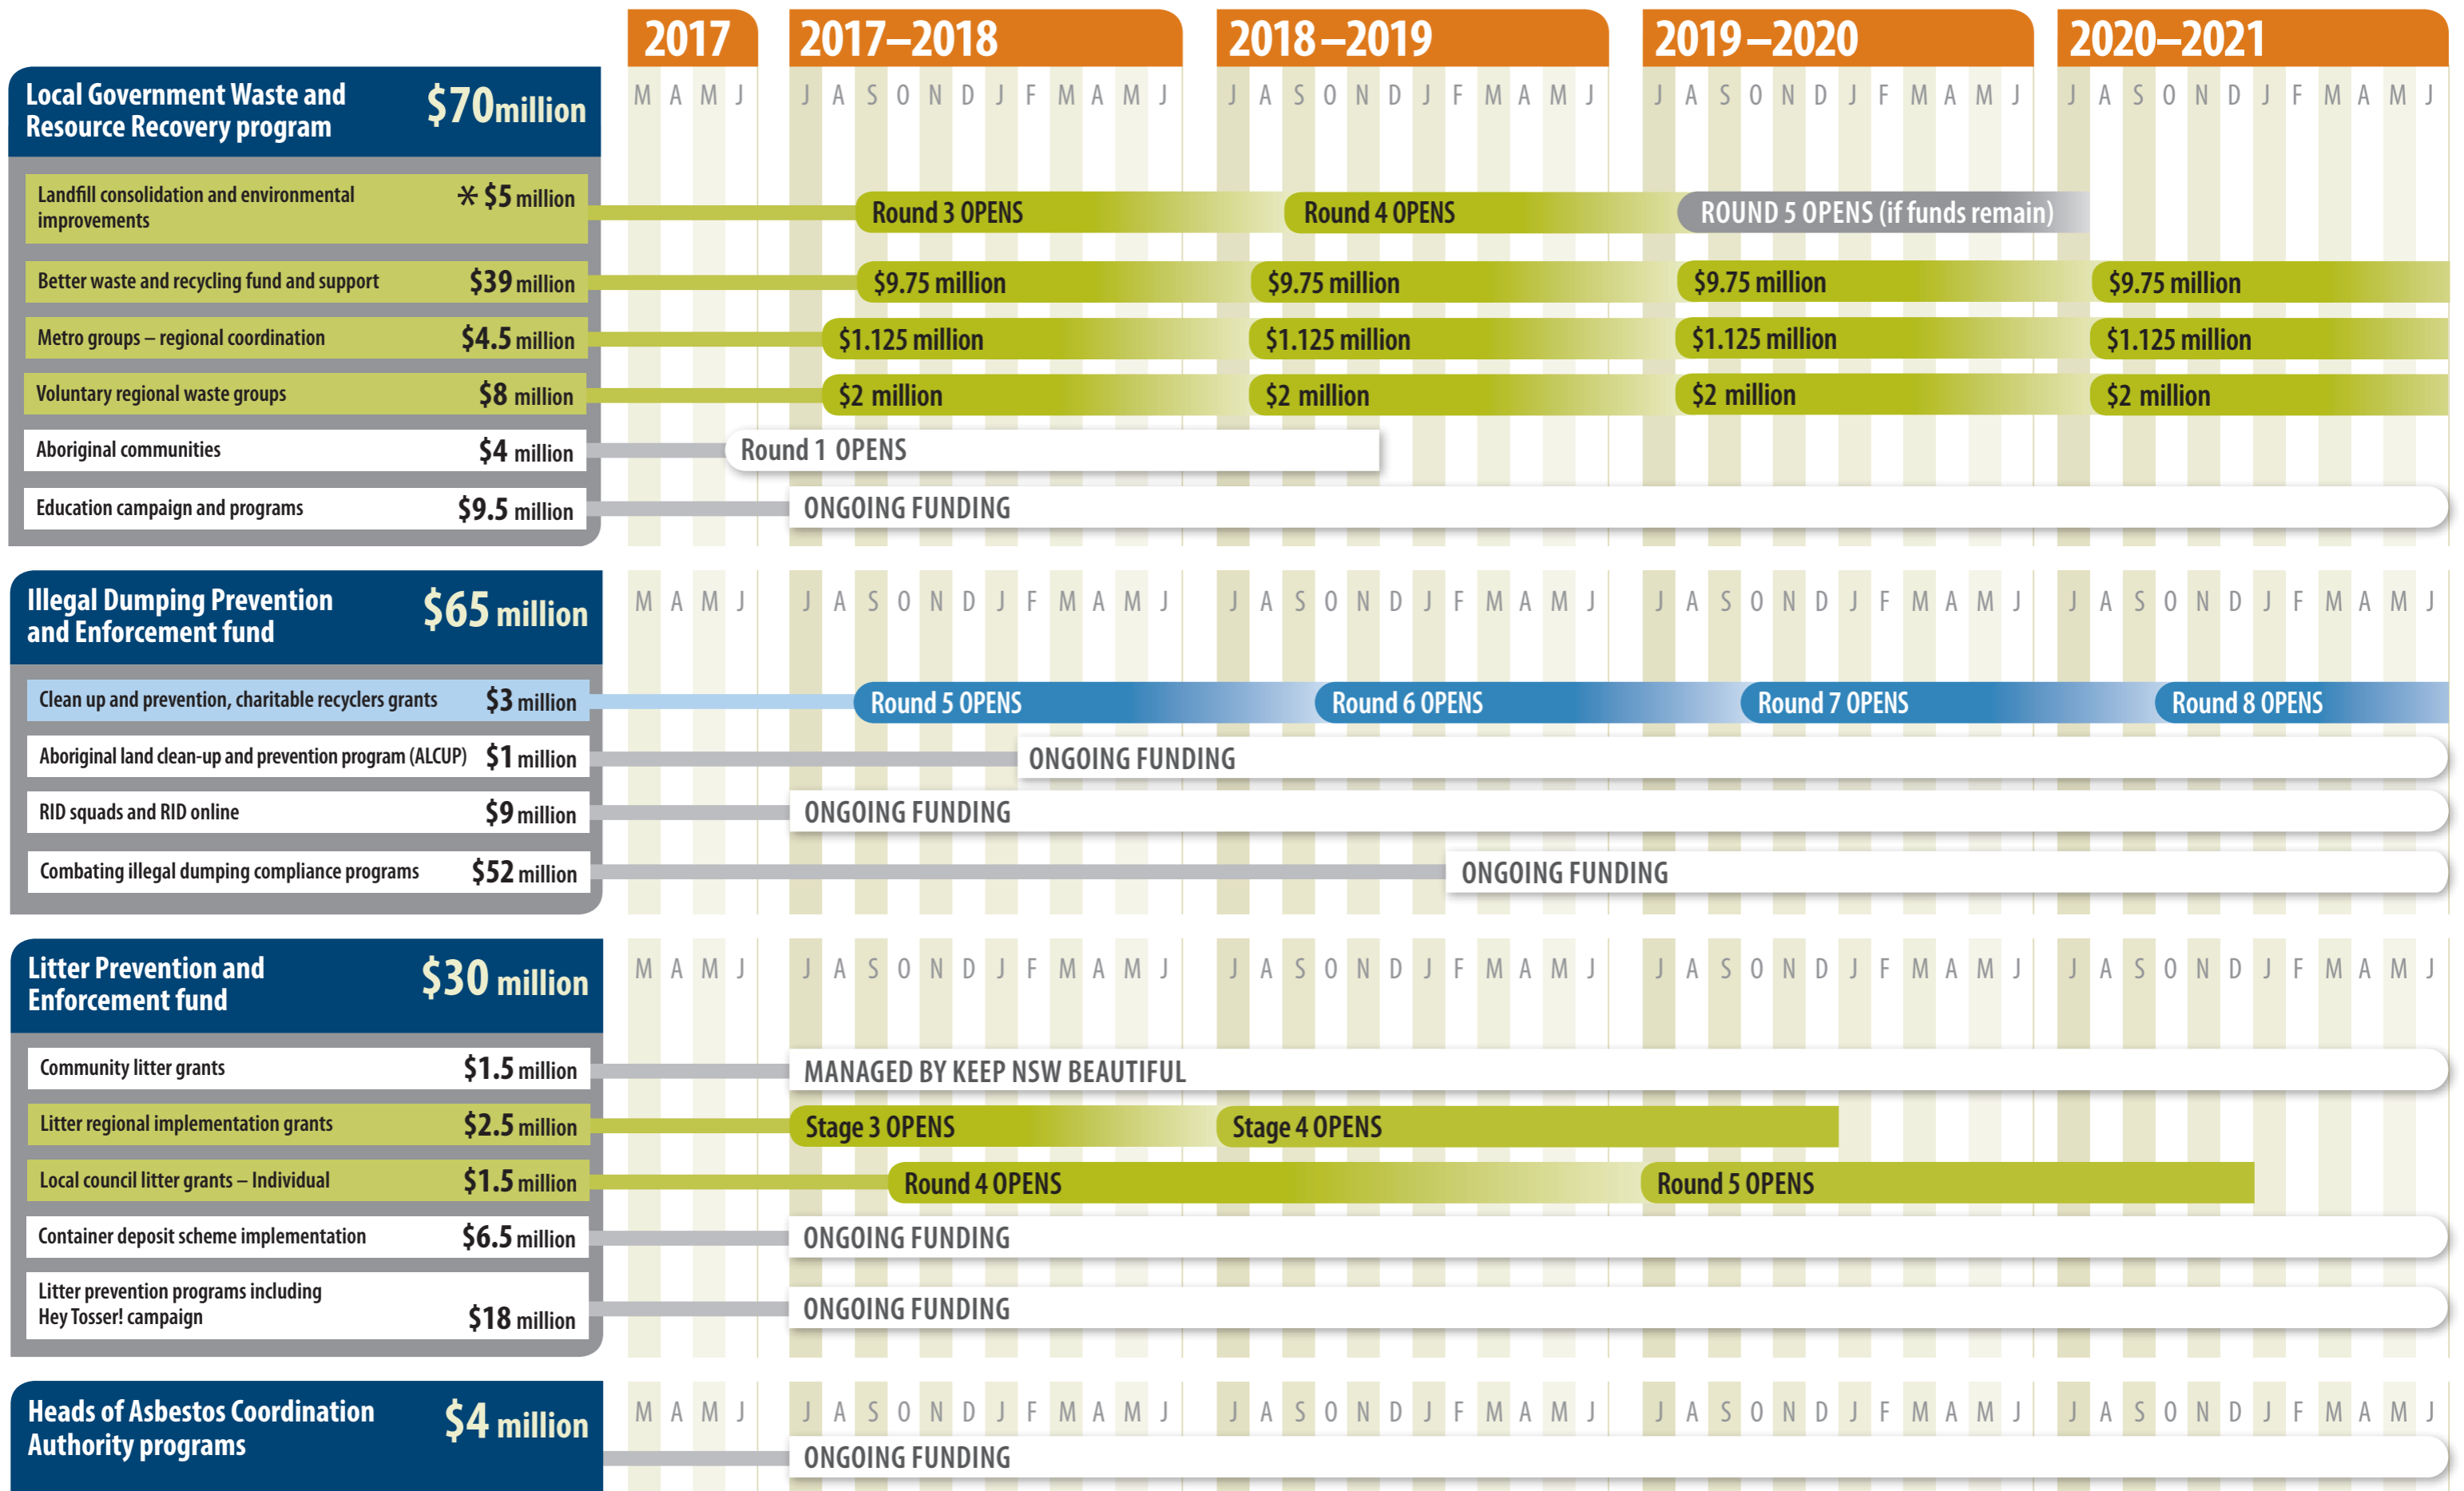 2017 2017–2018 2018–2019 2019–2020 2020–2021
Local Government Waste and
Resource Recovery program
$70million
M A M J J A S O N D J F M A M J J A S O N D J F M A M J J A S O N D J F M A M J J A S O N D J F M A M J
Landfill consolidation and environmental
improvements
* $5 million
Round 3 OPENS Round 4 OPENS ROUND 5 OPENS (if funds remain)
Better waste and recycling fund and support $39 million $9.75 million $9.75 million $9.75 million $9.75 million
Metro groups – regional coordination $4.5 million $1.125 million $1.125 million $1.125 million $1.125 million
Voluntary regional waste groups $8 million $2 million $2 million $2 million $2 million
Aboriginal communities $4 million Round 1 OPENS
Education campaign and programs $9.5 million ONGOING FUNDING
Illegal Dumping Prevention
and Enforcement fund
$65 million
M A M J J A S O N D J F M A M J J A S O N D J F M A M J J A S O N D J F M A M J J A S O N D J F M A M J
Clean up and prevention, charitable recyclers grants $3 million Round 5 OPENS Round 6 OPENS Round 7 OPENS Round 8 OPENS
Aboriginal land clean-up and prevention program (ALCUP) $1 million ONGOING FUNDING
RID squads and RID online $9 million ONGOING FUNDING
Combating illegal dumping compliance programs $52 million ONGOING FUNDING
Litter Prevention and
Enforcement fund
$30 million
M A M J J A S O N D J F M A M J J A S O N D J F M A M J J A S O N D J F M A M J J A S O N D J F M A M J
Community litter grants $1.5 million MANAGED BY KEEP NSW BEAUTIFUL
Litter regional implementation grants $2.5 million Stage 3 OPENS Stage 4 OPENS
Local council litter grants – Individual $1.5 million Round 4 OPENS Round 5 OPENS
Container deposit scheme implementation $6.5 million ONGOING FUNDING
Litter prevention programs including
Hey Tosser! campaign
$18 million ONGOING FUNDING
Heads of Asbestos Coordination
Authority programs
$4 million
M A M J J A S O N D J F M A M J J A S O N D J F M A M J J A S O N D J F M A M J J A S O N D J F M A M J
ONGOING FUNDING